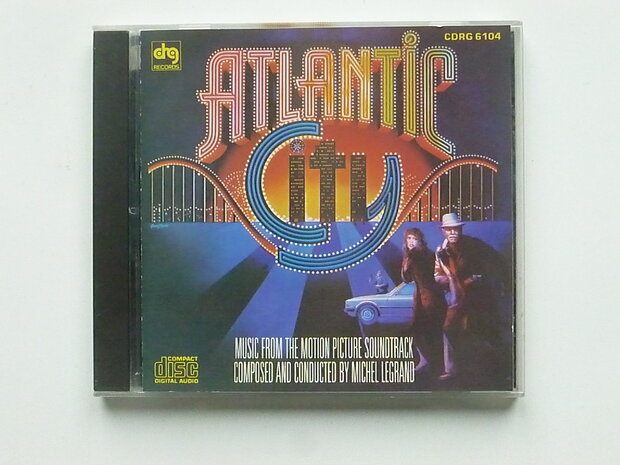 drg
RECORDS
CDRG 6104
ATLANTIC
City
MUSIC FROM THE MOTION PICTURE SOUNDTRACK
COMPOSED AND CONDUCTED BY MICHEL LEGRAND
COMPACT
disc
DIGITAL AUDIO